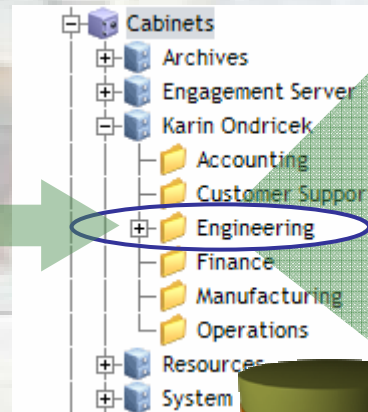 Cabinets
Archives
Engagement Server
Karin Ondricek
Accounting
Customer Suppor
Engineering
Finance
Manufacturing
Operations
Resources
System